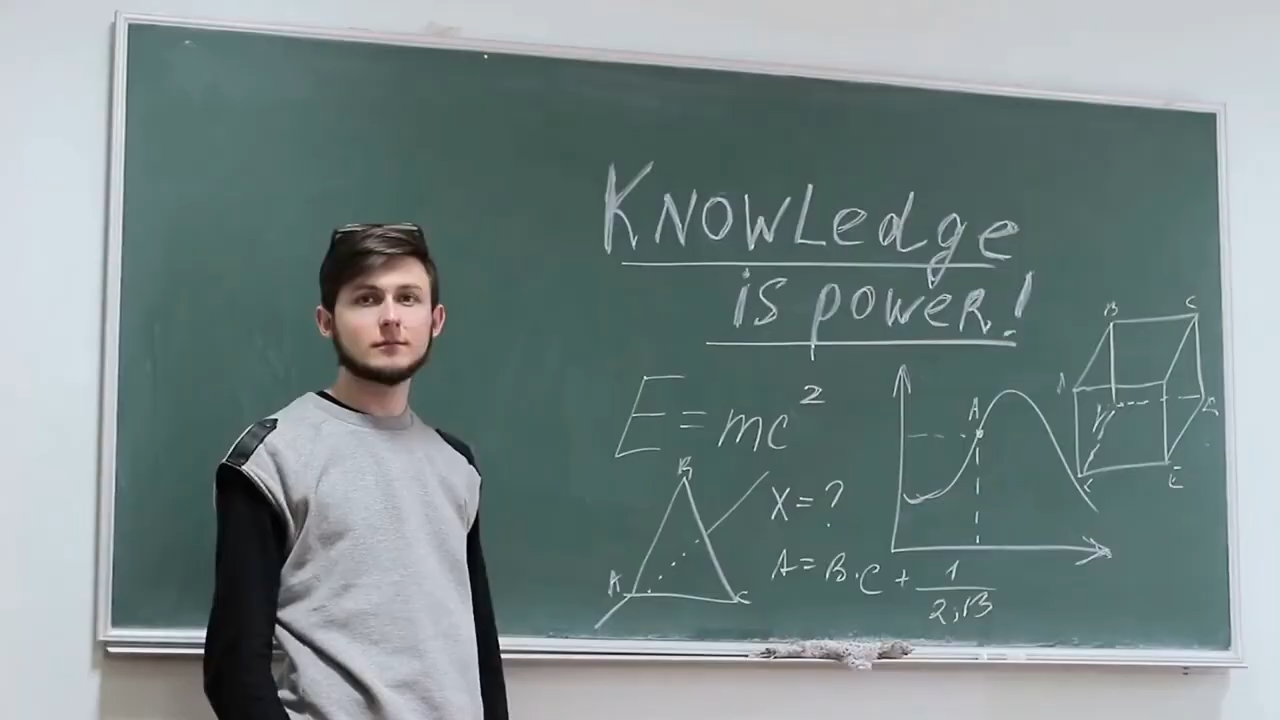 Knowledge
is power!
E = mc²
B
A
C
X = ?
A = B · C + 1/2,13
A
B
C
E